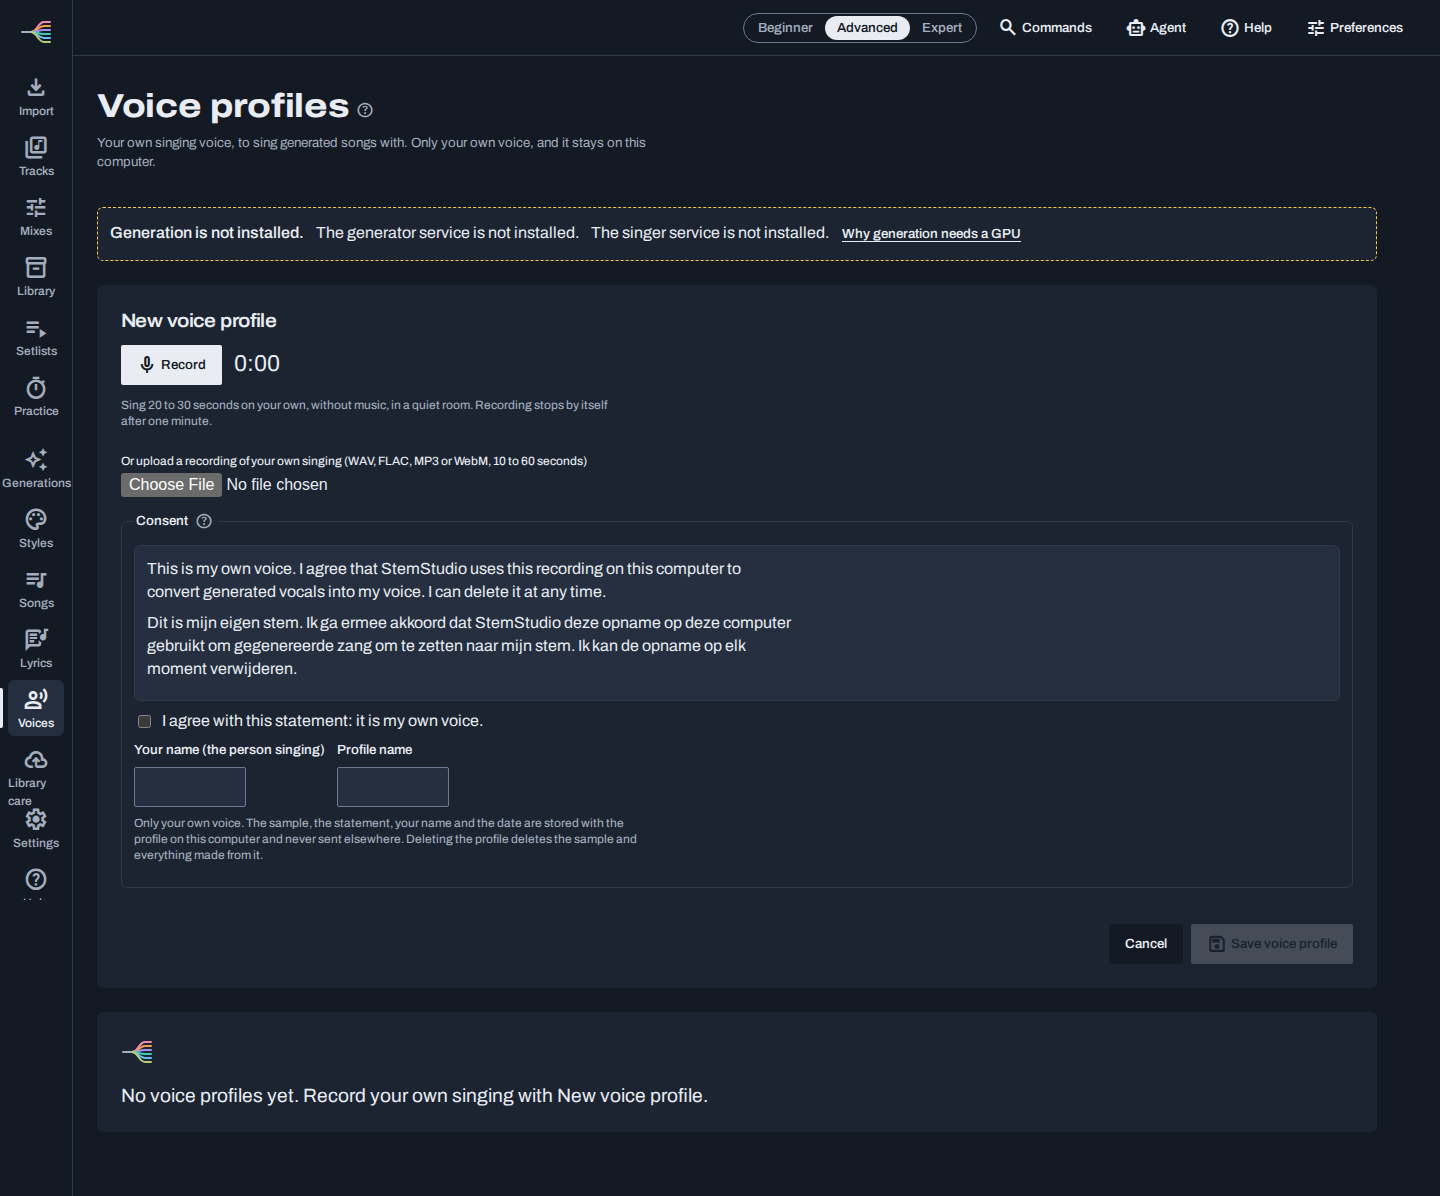 Beginner
Advanced
Expert
Commands
Agent
Help
Preferences
Import
Tracks
Mixes
Library
Setlists
Practice
Generations
Styles
Songs
Lyrics
Voices
Library
care
Settings
Voice profiles
Your own singing voice, to sing generated songs with. Only your own voice, and it stays on this
computer.
Generation is not installed. The generator service is not installed. The singer service is not installed. Why generation needs a GPU
New voice profile
Record 0:00
Sing 20 to 30 seconds on your own, without music, in a quiet room. Recording stops by itself
after one minute.
Or upload a recording of your own singing (WAV, FLAC, MP3 or WebM, 10 to 60 seconds)
Choose File No file chosen
Consent
This is my own voice. I agree that StemStudio uses this recording on this computer to
convert generated vocals into my voice. I can delete it at any time.
Dit is mijn eigen stem. Ik ga ermee akkoord dat StemStudio deze opname op deze computer
gebruikt om gegenereerde zang om te zetten naar mijn stem. Ik kan de opname op elk
moment verwijderen.
I agree with this statement: it is my own voice.
Your name (the person singing) Profile name
Only your own voice. The sample, the statement, your name and the date are stored with the
profile on this computer and never sent elsewhere. Deleting the profile deletes the sample and
everything made from it.
Cancel
Save voice profile
No voice profiles yet. Record your own singing with New voice profile.